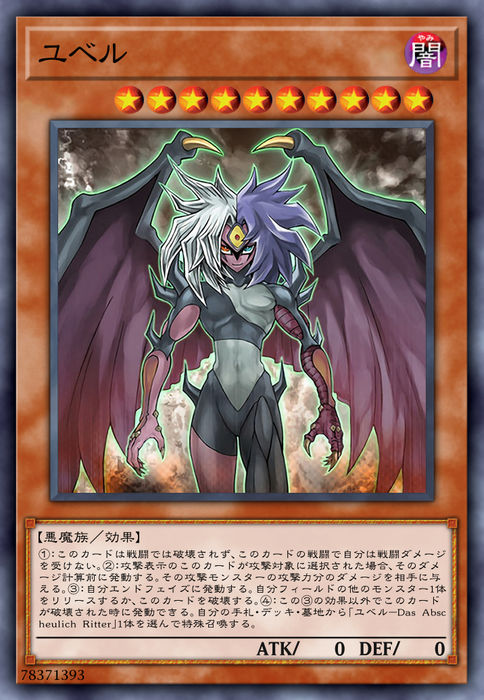 ユベル
やみ
闇
【悪魔族／効果】
①：このカードは戦闘では破壊されず、このカードの戦闘で自分は戦闘ダメージ
を受けない。②：攻撃表示のこのカードが攻撃対象に選択された場合、そのダメ
ージ計算前に発動する。その攻撃モンスターの攻撃力分のダメージを相手に与
える。③：自分エンドフェイズに発動する。自分フィールドの他のモンスター1体
をリリースするか、このカードを破壊する。④：この③の効果以外でこのカード
が破壊された時に発動できる。自分の手札・デッキ・墓地から「ユベル－Das Absc
heulich Ritter」1体を選んで特殊召喚する。
ATK/ 0 DEF/ 0
78371393